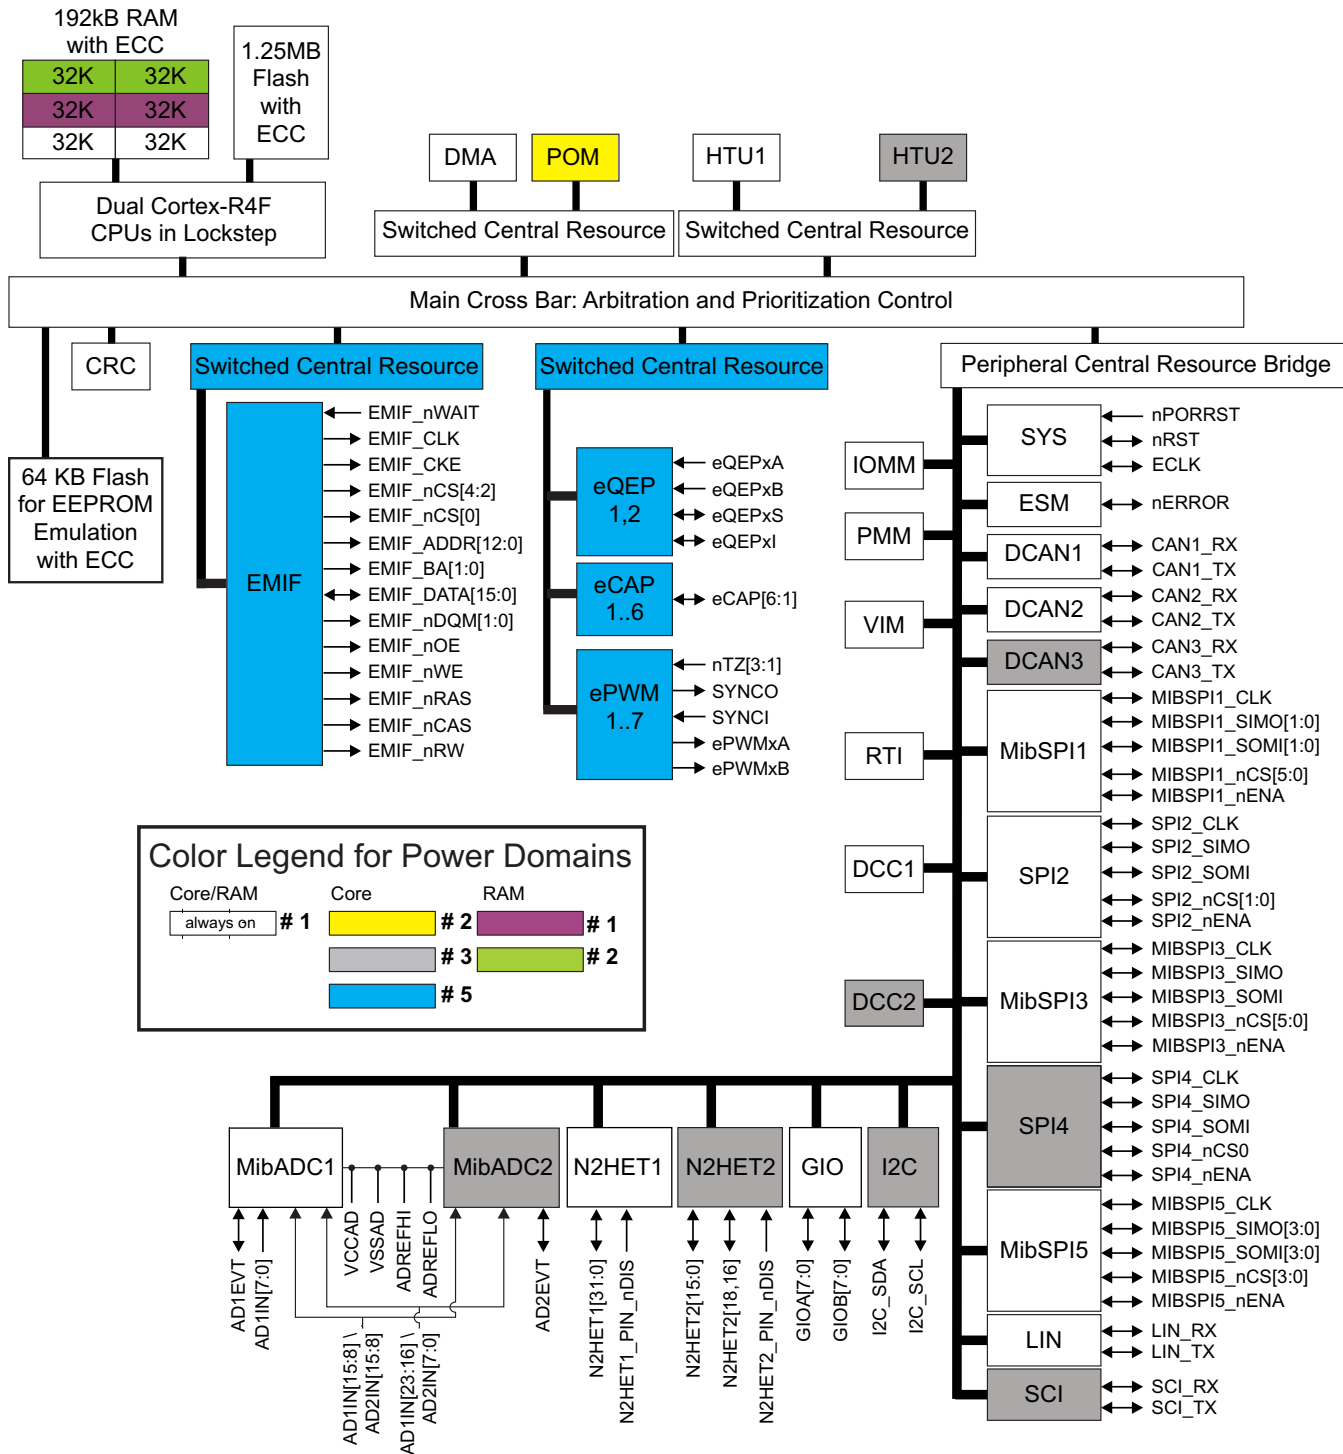 192kB RAM
with ECC
32K 32K
32K 32K
32K 32K
1.25MB
Flash
with
ECC
DMA
POM
HTU1
HTU2
Dual Cortex-R4F
CPUs in Lockstep
Switched Central Resource
Switched Central Resource
Main Cross Bar: Arbitration and Prioritization Control
CRC
Switched Central Resource
Switched Central Resource
Peripheral Central Resource Bridge
64 KB Flash
for EEPROM
Emulation
with ECC
EMIF
EMIF_nWAIT
EMIF_CLK
EMIF_CKE
EMIF_nCS[4:2]
EMIF_nCS[0]
EMIF_ADDR[12:0]
EMIF_BA[1:0]
EMIF_DATA[15:0]
EMIF_nDQM[1:0]
EMIF_nOE
EMIF_nWE
EMIF_nRAS
EMIF_nCAS
EMIF_nRW
eQEP
1,2
eQEPxA
eQEPxB
eQEPxS
eQEPxI
eCAP
1..6
eCAP[6:1]
ePWM
1..7
nTZ[3:1]
SYNCO
SYNCI
ePWMxA
ePWMxB
IOMM
PMM
VIM
RTI
DCC1
DCC2
SYS
nPORRST
nRST
ECLK
ESM
nERROR
DCAN1
CAN1_RX
CAN1_TX
DCAN2
CAN2_RX
CAN2_TX
DCAN3
CAN3_RX
CAN3_TX
MibSPI1
MIBSPI1_CLK
MIBSPI1_SIMO[1:0]
MIBSPI1_SOMI[1:0]
MIBSPI1_nCS[5:0]
MIBSPI1_nENA
SPI2
SPI2_CLK
SPI2_SIMO
SPI2_SOMI
SPI2_nCS[1:0]
SPI2_nENA
MibSPI3
MIBSPI3_CLK
MIBSPI3_SIMO
MIBSPI3_SOMI
MIBSPI3_nCS[5:0]
MIBSPI3_nENA
SPI4
SPI4_CLK
SPI4_SIMO
SPI4_SOMI
SPI4_nCS0
SPI4_nENA
MibSPI5
MIBSPI5_CLK
MIBSPI5_SIMO[3:0]
MIBSPI5_SOMI[3:0]
MIBSPI5_nCS[3:0]
MIBSPI5_nENA
LIN
LIN_RX
LIN_TX
SCI
SCI_RX
SCI_TX
Color Legend for Power Domains
Core/RAM Core RAM
always on # 1 # 2 # 1
# 3 # 2
# 5
MibADC1
MibADC2
N2HET1
N2HET2
GIO
I2C
AD1EVT
AD1IN[7:0]
VCCAD
VSSAD
ADREFHI
ADREFLO
AD1IN[15:8] \
AD2IN[15:8]
AD1IN[23:16] \
AD2IN[7:0]
AD2EVT
N2HET1[31:0]
N2HET1_PIN_nDIS
N2HET2[15:0]
N2HET2[18,16]
N2HET2_PIN_nDIS
GIOA[7:0]
GIOB[7:0]
I2C_SDA
I2C_SCL